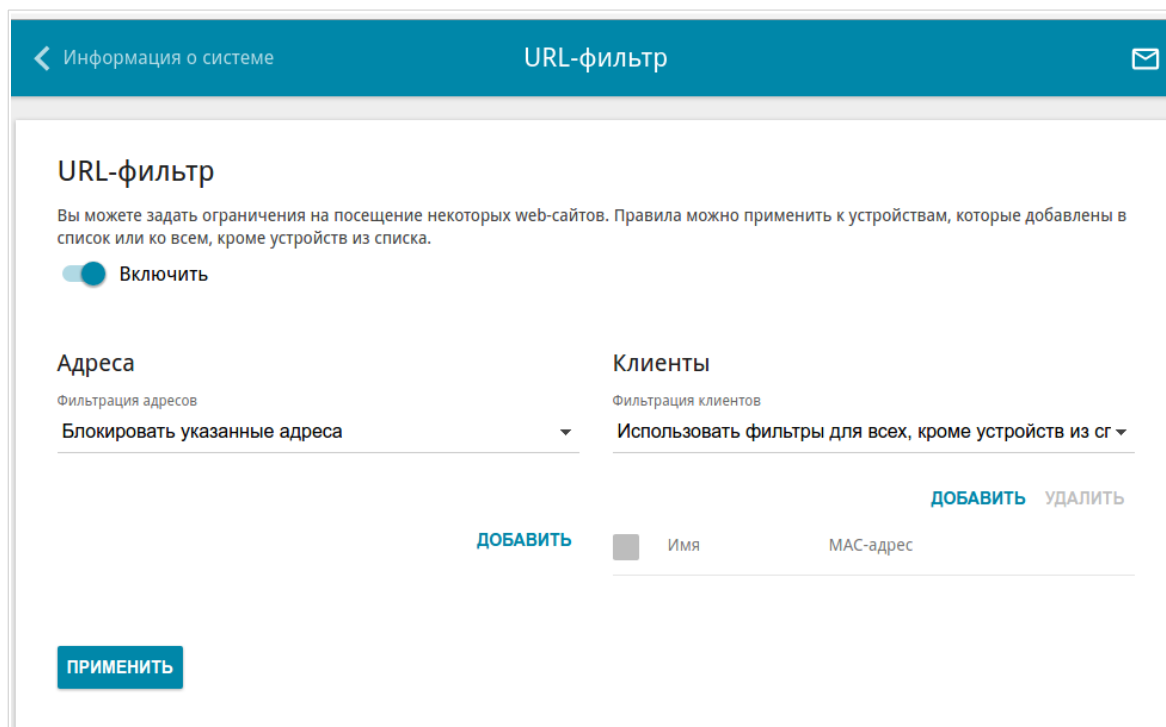 Информация о системе
URL-фильтр
URL-фильтр
Вы можете задать ограничения на посещение некоторых web-сайтов. Правила можно применить к устройствам, которые добавлены в
список или ко всем, кроме устройств из списка.
Включить
Адреса
Клиенты
Фильтрация адресов
Фильтрация клиентов
Блокировать указанные адреса
Использовать фильтры для всех, кроме устройств из сп
ДОБАВИТЬ УДАЛИТЬ
ДОБАВИТЬ
Имя
MAC-адрес
ПРИМЕНИТЬ